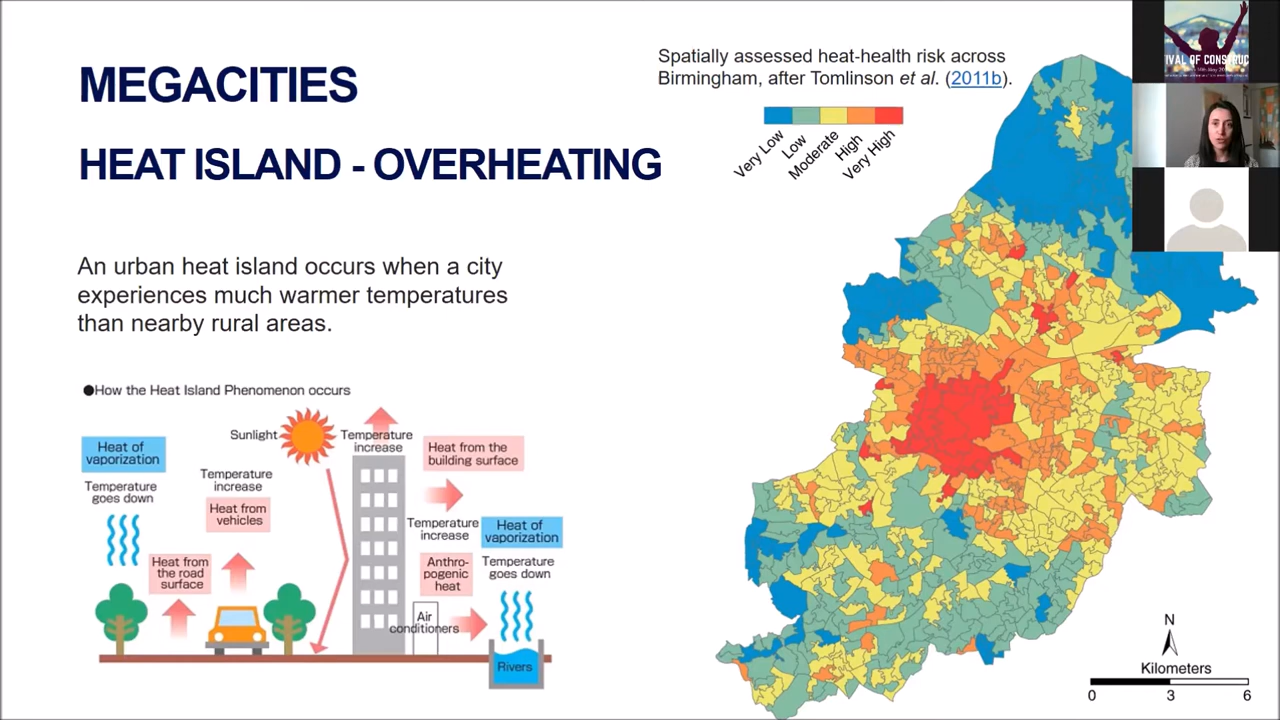 MEGACITIES
HEAT ISLAND - OVERHEATING
An urban heat island occurs when a city
experiences much warmer temperatures
than nearby rural areas.
●How the Heat Island Phenomenon occurs
Heat of
vaporization
Temperature
goes down
Temperature
increase
Heat from
vehicles
Heat from
the road
surface
Sunlight
Temperature
increase
Heat from the
building surface
Temperature
increase
Anthro-
pogenic
heat
Air
conditioners
Heat of
vaporization
Temperature
goes down
Rivers
Spatially assessed heat-health risk across
Birmingham, after Tomlinson et al. (2011b).
Very Low
Low
Moderate
High
Very High
N
Kilometers
0 3 6
IVAL OF CONSTRUC